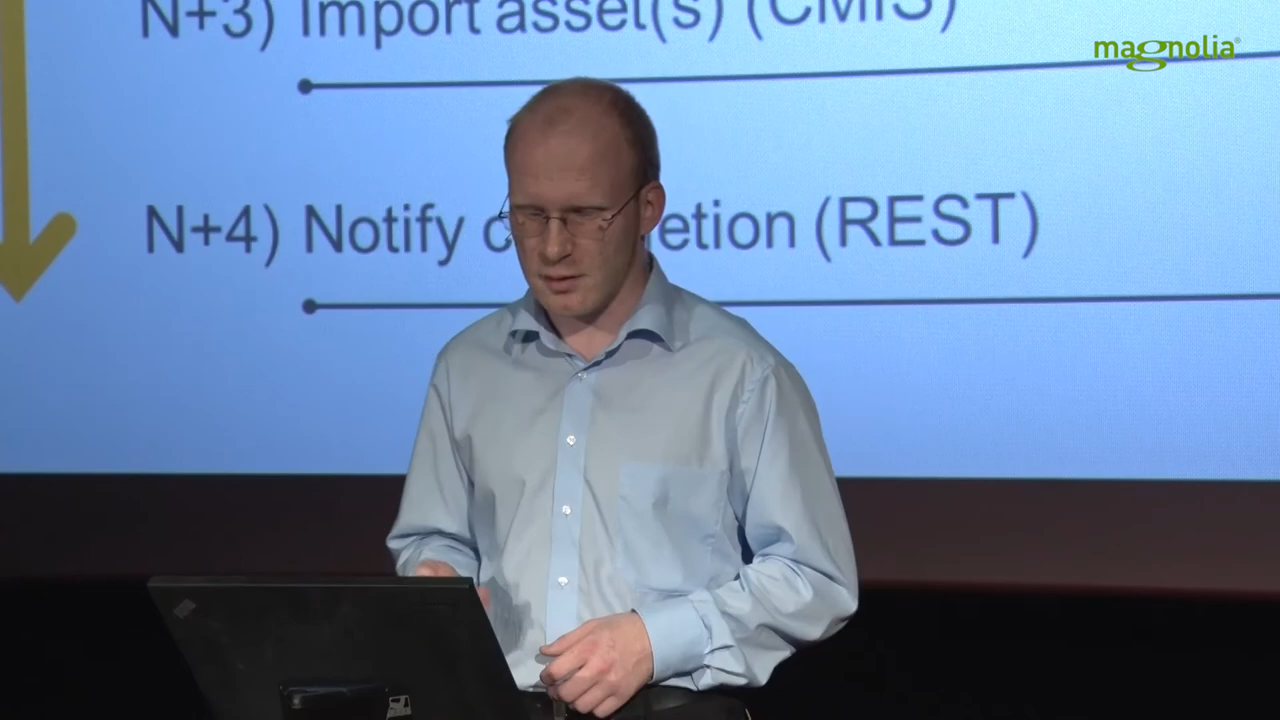 N+3) Import asset(s) (CMIS)
magnolia®
N+4) Notify c etion (REST)